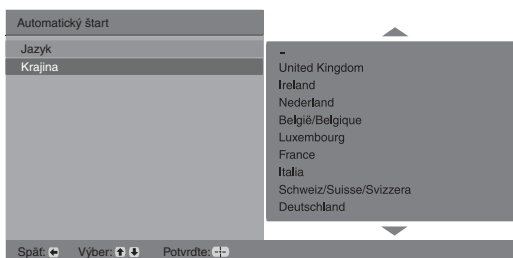 Automatický štart
Jazyk
Krajina
-
United Kingdom
Ireland
Nederland
België/Belgique
Luxembourg
France
Italia
Schweiz/Suisse/Svizzera
Deutschland
Späť: Výber: Potvrďte: